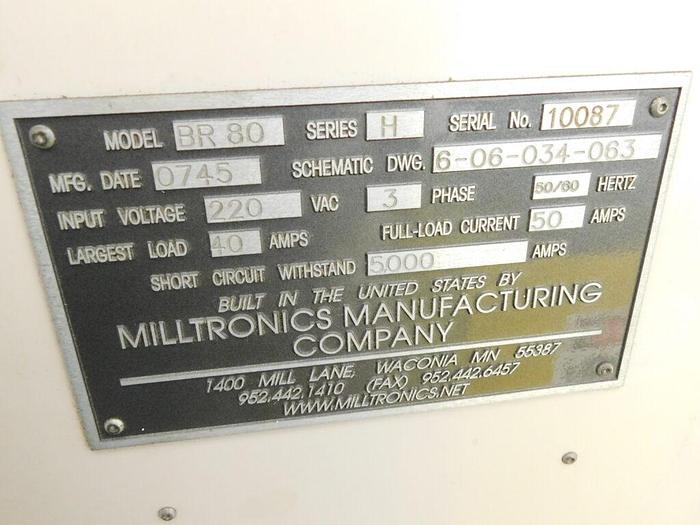 MODEL BR 80 SERIES H SERIAL No. 10087
MFG. DATE 0745 SCHEMATIC DWG. 6-06-034-063
INPUT VOLTAGE 220 VAC 3 PHASE 50/60 HERTZ
LARGEST LOAD 40 AMPS FULL-LOAD CURRENT 50 AMPS
SHORT CIRCUIT WITHSTAND 5000 AMPS
BUILT IN THE UNITED STATES BY
MILLTRONICS MANUFACTURING
COMPANY
1400 MILL LANE, WACONIA MN 55387
952.442.1410 (FAX) 952.442.6457
WWW.MILLTRONICS.NET